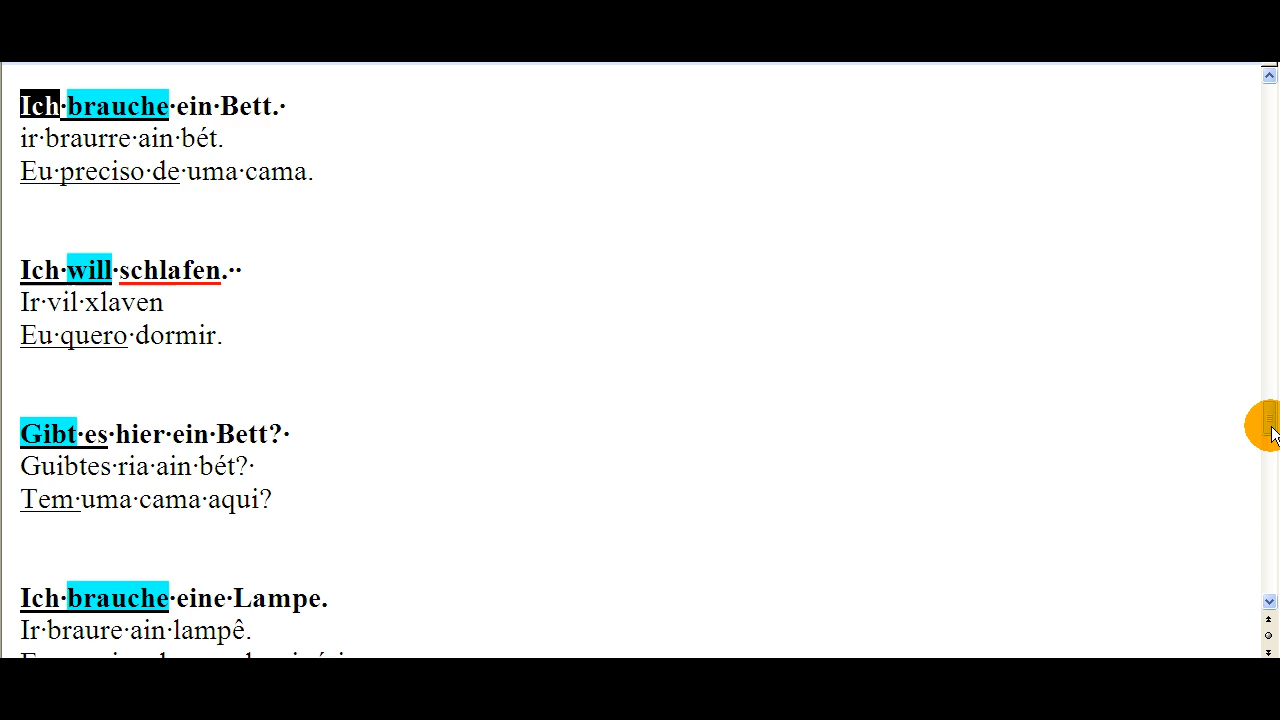 Ich·brauche·ein·Bett.·
ir·braurre·ain·bét.
Eu·preciso·de·uma·cama.
Ich·will·schlafen.··
Ir·vil·xlaven
Eu·quero·dormir.
Gibt·es·hier·ein·Bett?·
Guibtes·ria·ain·bét?·
Tem·uma·cama·aqui?
Ich·brauche·eine·Lampe.
Ir·braure·ain·lampê.